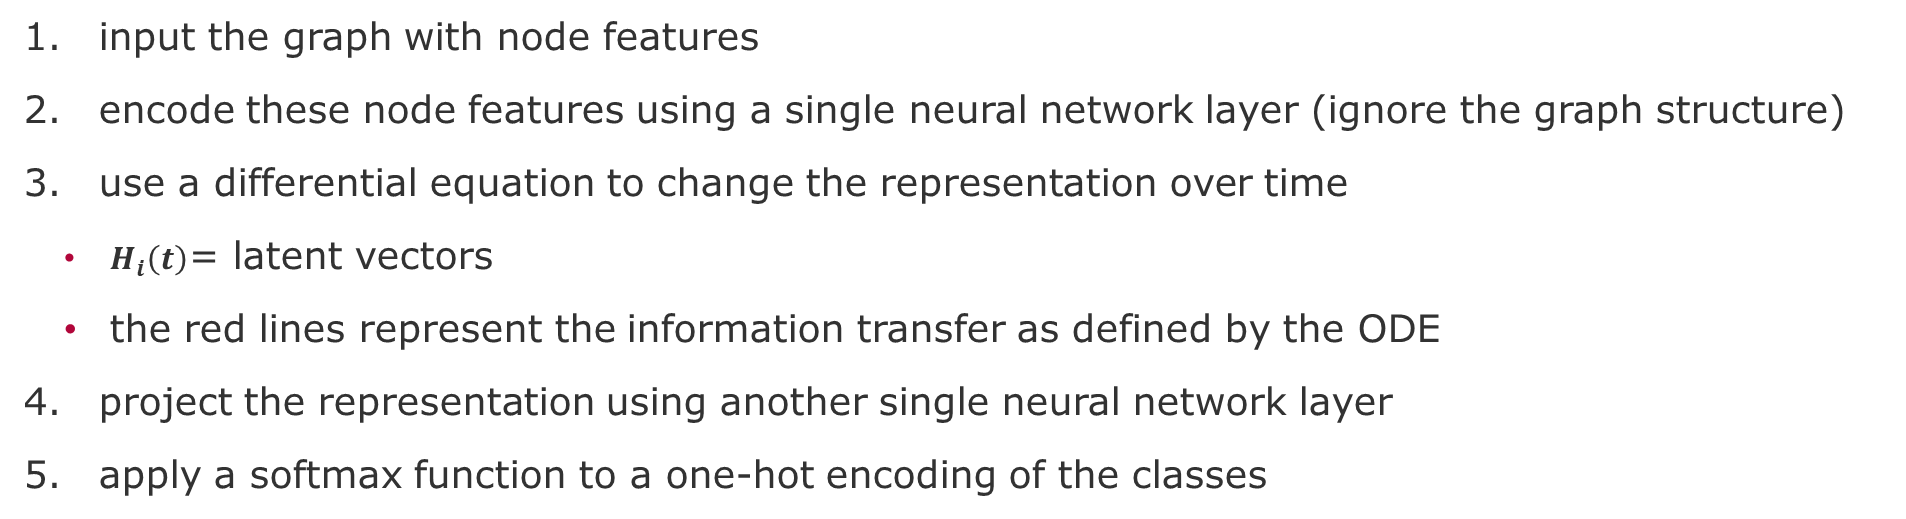 1. input the graph with node features
2. encode these node features using a single neural network layer (ignore the graph structure)
3. use a differential equation to change the representation over time
• H_i(t)= latent vectors
• the red lines represent the information transfer as defined by the ODE
4. project the representation using another single neural network layer
5. apply a softmax function to a one-hot encoding of the classes